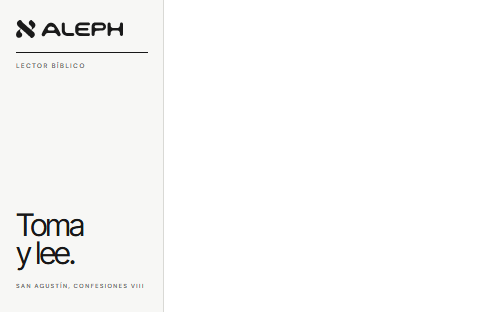 ALEPH
LECTOR BÍBLICO
Toma
y lee.
SAN AGUSTÍN, CONFESIONES VIII